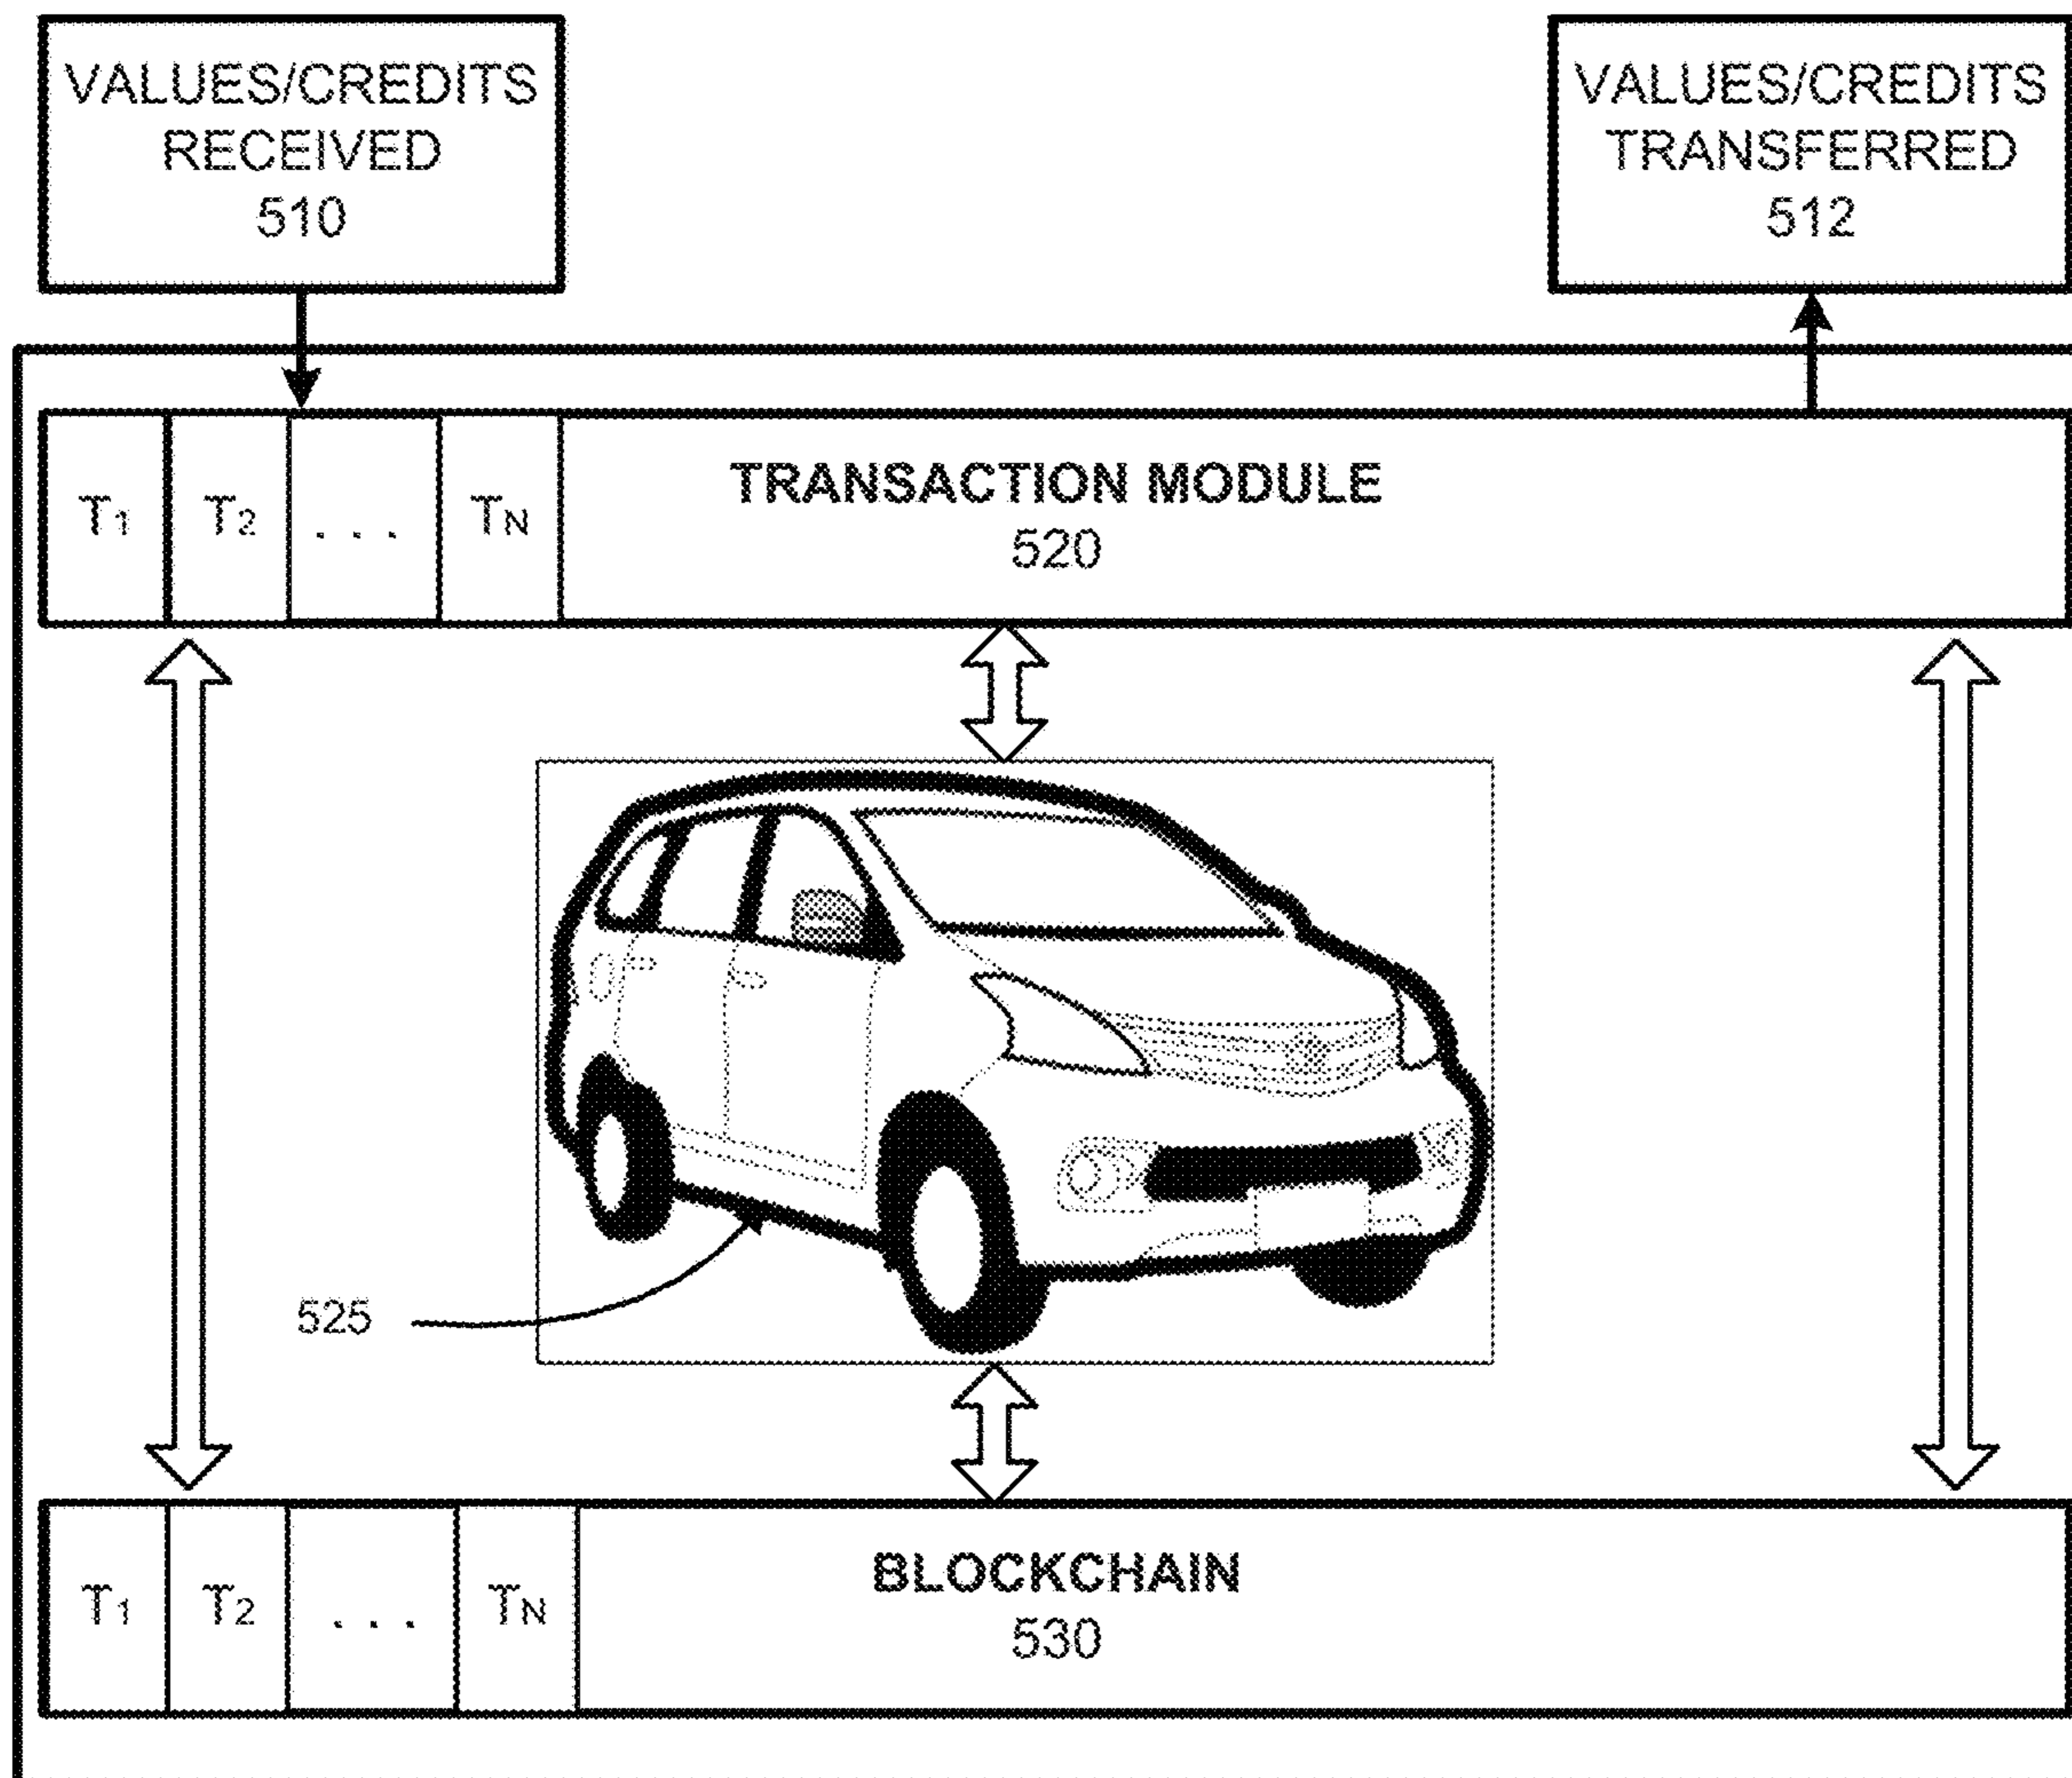 VALUES/CREDITS
RECEIVED
510
VALUES/CREDITS
TRANSFERRED
512
T1 T2 . . . TN
TRANSACTION MODULE
520
525
T1 T2 . . . TN
BLOCKCHAIN
530